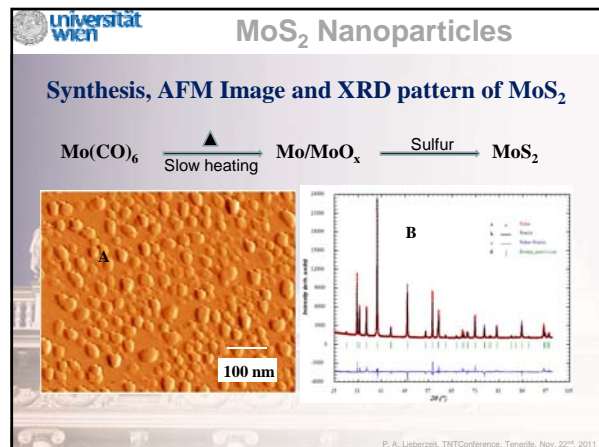 universität
wien
MoS₂ Nanoparticles
Synthesis, AFM Image and XRD pattern of MoS₂
Mo(CO)₆ ▲ Slow heating Mo/MoOₓ Sulfur MoS₂
A
100 nm
B
a
b
c
d
2θ (°)
P. A. Lieberzeit, TNTConference, Tenerife, Nov. 22ⁿᵈ, 2011